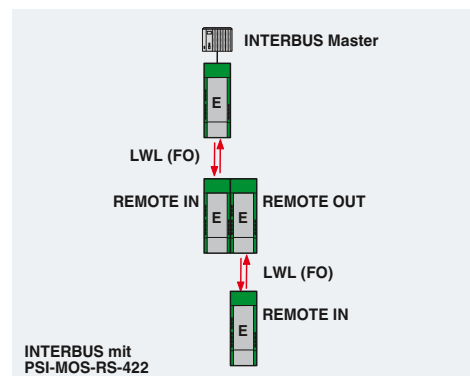 INTERBUS Master
E
LWL (FO)
REMOTE IN
E
E
REMOTE OUT
LWL (FO)
REMOTE IN
E
INTERBUS mit
PSI-MOS-RS-422